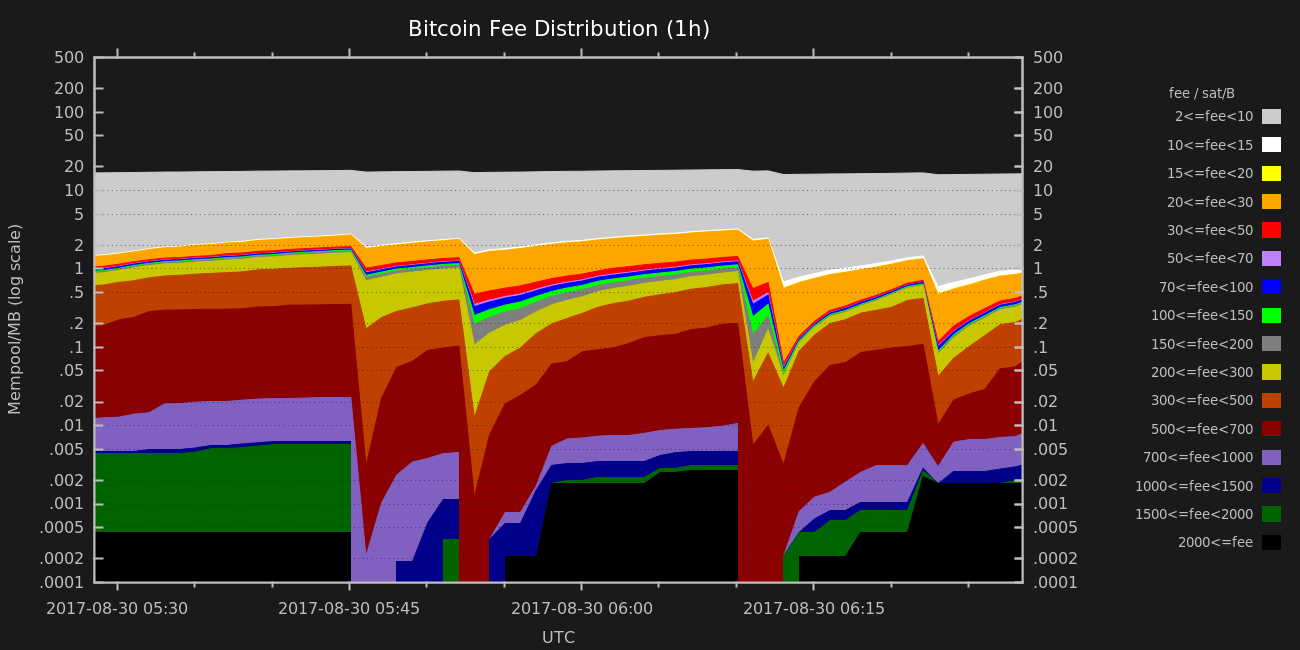 Bitcoin Fee Distribution (1h)
Mempool/MB (log scale)
500
200
100
50
20
10
5
2
1
.5
.2
.1
.05
.02
.01
.005
.002
.001
.0005
.0002
.0001
500
200
100
50
20
10
5
2
1
.5
.2
.1
.05
.02
.01
.005
.002
.001
.0005
.0002
.0001
fee / sat/B
2<=fee<10
10<=fee<15
15<=fee<20
20<=fee<30
30<=fee<50
50<=fee<70
70<=fee<100
100<=fee<150
150<=fee<200
200<=fee<300
300<=fee<500
500<=fee<700
700<=fee<1000
1000<=fee<1500
1500<=fee<2000
2000<=fee
2017-08-30 05:30 2017-08-30 05:45 2017-08-30 06:00 2017-08-30 06:15
UTC